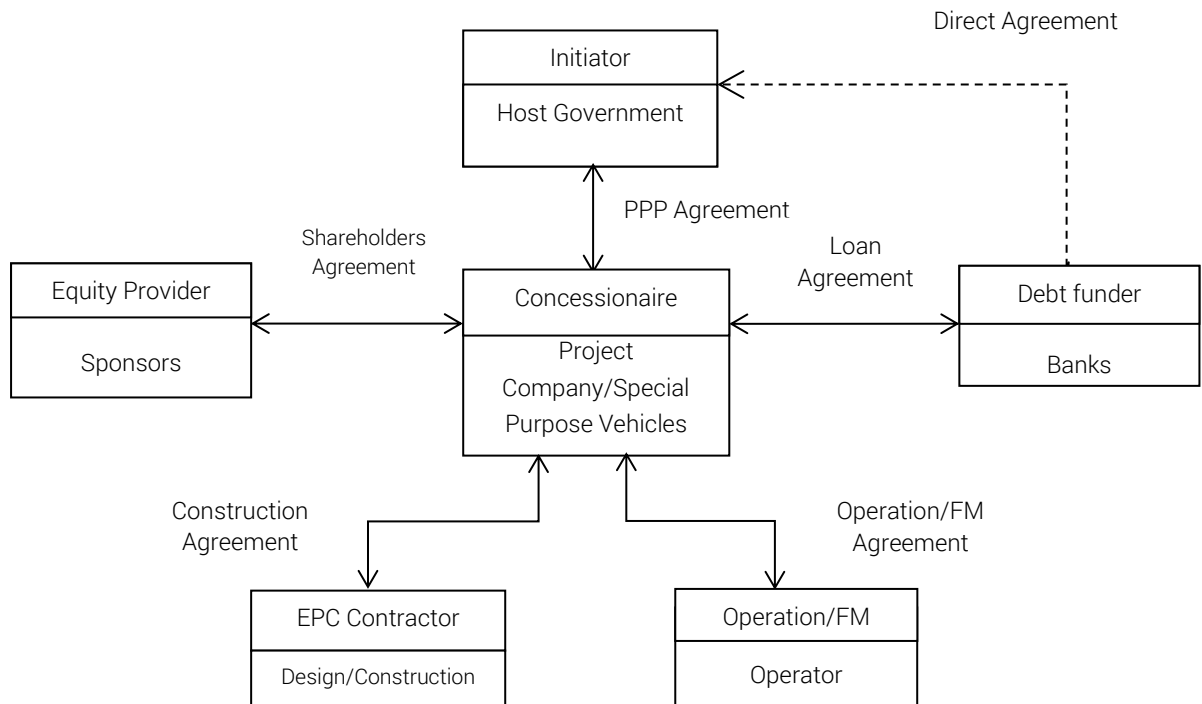 Direct Agreement
Initiator
Host Government
PPP Agreement
Shareholders
Agreement
Loan
Agreement
Equity Provider
Sponsors
Concessionaire
Project
Company/Special
Purpose Vehicles
Debt funder
Banks
Construction
Agreement
Operation/FM
Agreement
EPC Contractor
Design/Construction
Operation/FM
Operator